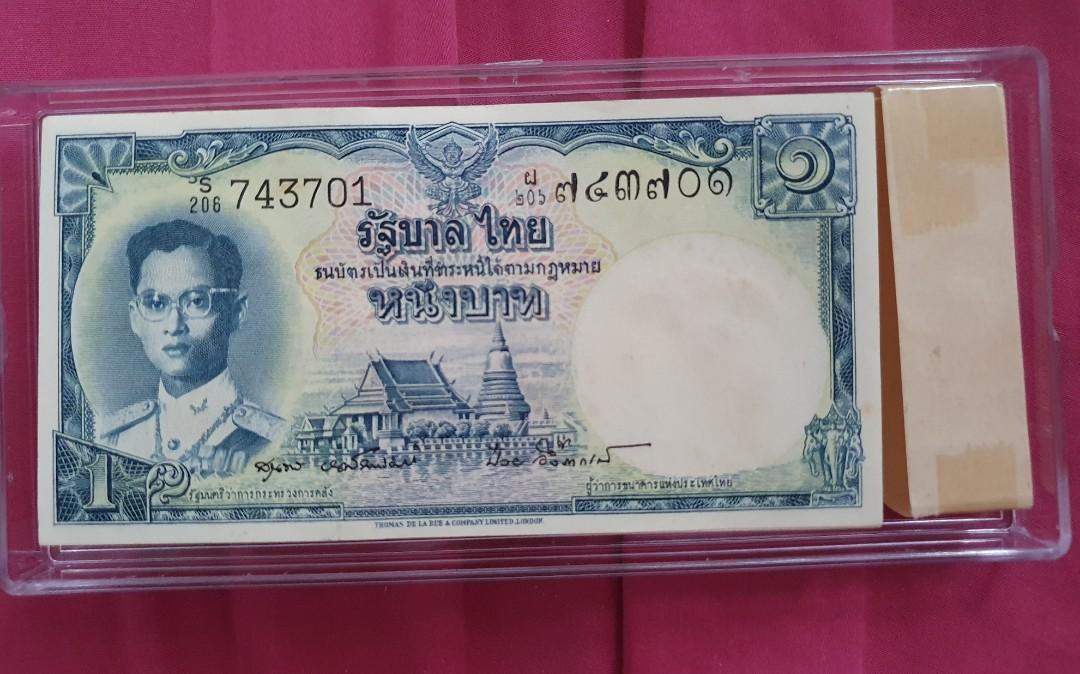 S
206 743701
ผ
๒๐๖ ๗๔๓๗๐๑
๑
รัฐบาลไทย
ธนบัตรเป็นเงินที่ชำระหนี้ได้ตามกฎหมาย
หนึ่งบาท
1
รัฐมนตรีว่าการกระทรวงการคลัง
ผู้ว่าการธนาคารแห่งประเทศไทย
THOMAS DE LA RUE & COMPANY LIMITED, LONDON